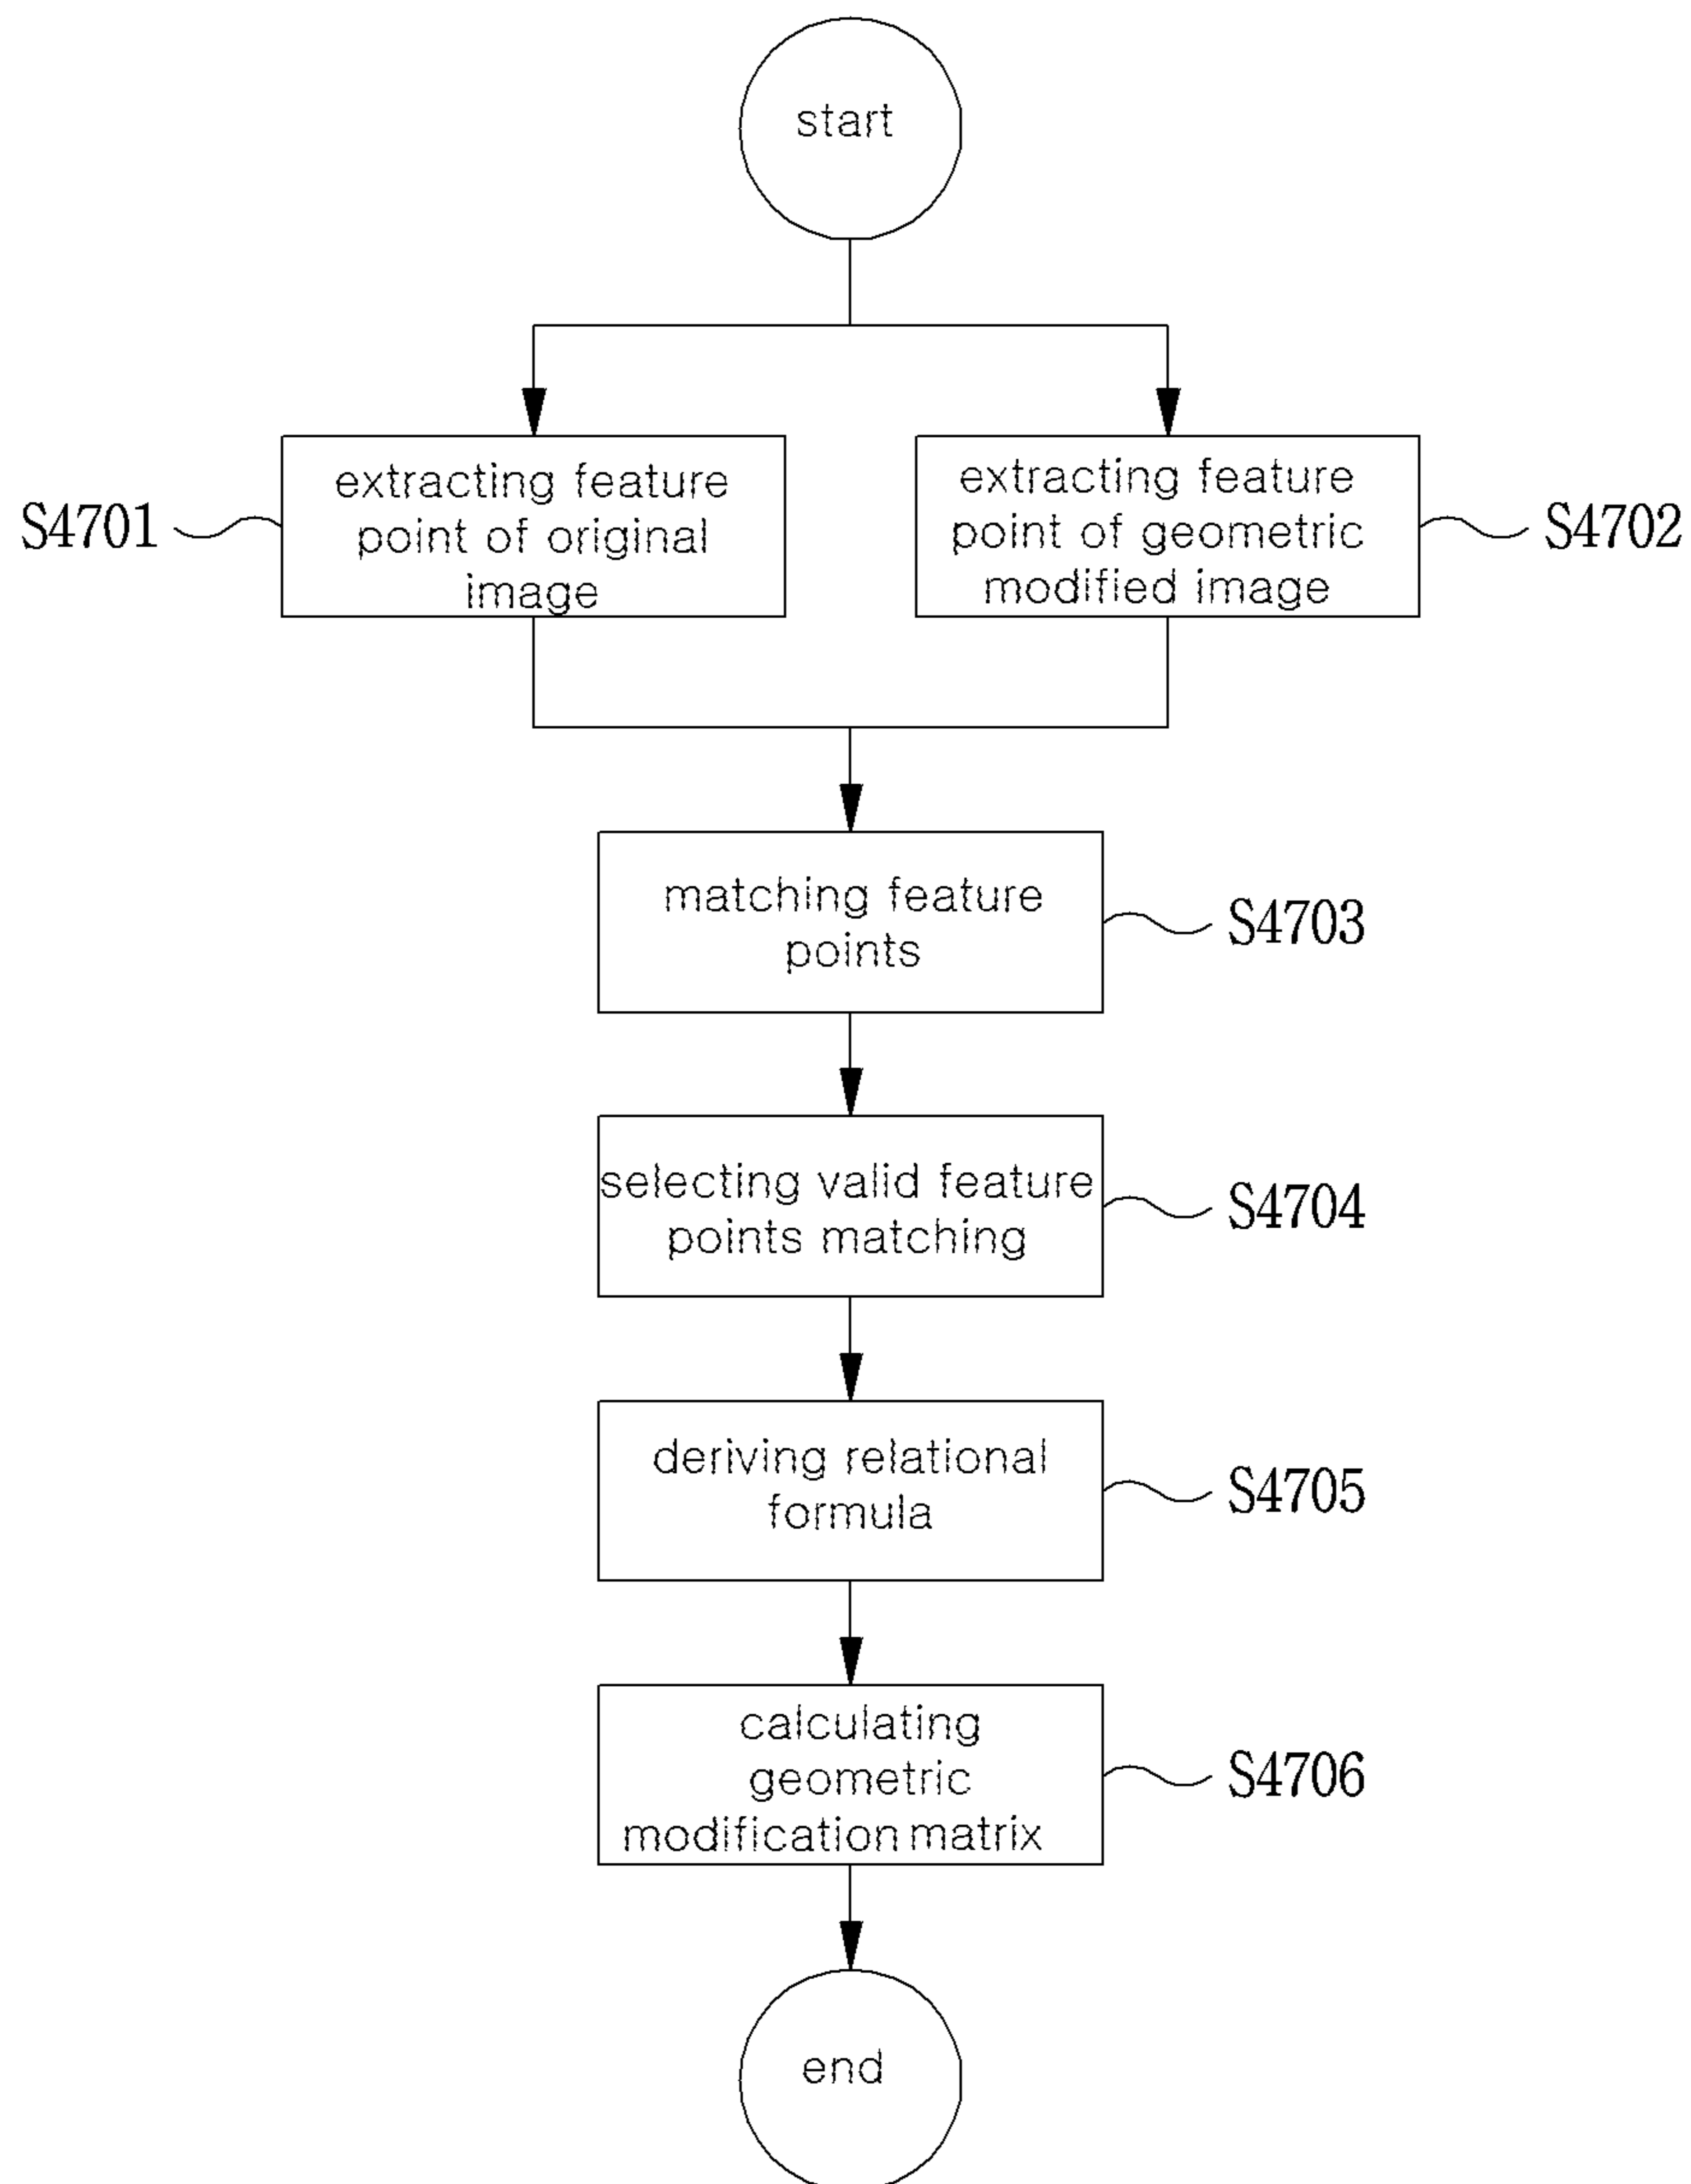 start
extracting feature
point of original
image
S4701
extracting feature
point of geometric
modified image
S4702
matching feature
points
S4703
selecting valid feature
points matching
S4704
deriving relational
formula
S4705
calculating
geometric
modification matrix
S4706
end